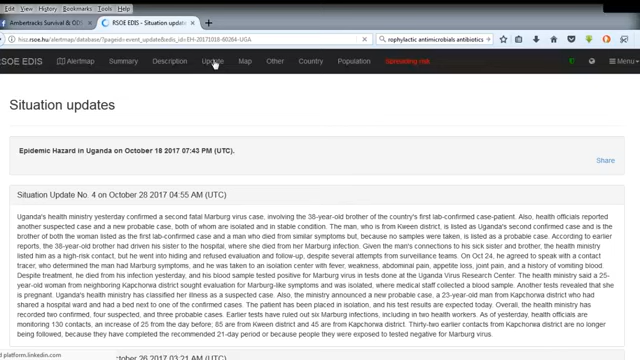 Edit View History Bookmarks Tools Help
Ambertracks Survival & ODS
RSOE EDIS - Situation update
hisz.rsoe.hu/alertmap/database/?pageid=event_update&edis_id=EH-20171018-60264-UGA
rophylactic antimicrobials antibiotics
RSOE EDIS Alertmap Summary Description Update Map Other Country Population Spreading risk Menu
Situation updates
Epidemic Hazard in Uganda on October 18 2017 07:43 PM (UTC).
Share
Situation Update No. 4 on October 28 2017 04:55 AM (UTC)
Uganda's health ministry yesterday confirmed a second fatal Marburg virus case, involving the 38-year-old brother of the country's first lab-confirmed case-patient. Also, health officials reported
another suspected case and a new probable case, both of whom are isolated and in stable condition. The man, who is from Kween district, is listed as Uganda's second confirmed case and is the
brother of both the woman listed as the first lab-confirmed case and a man who died from similar symptoms but, because no samples were taken, is listed as a probable case. According to earlier
reports, the 38-year-old had driven his sister to the hospital, where she died from her Marburg infection. Given the man's connections to his sick sister and brother, the health ministry
listed him as a high-risk contact, but he went into hiding and refused evaluation and follow-up, despite several attempts from surveillance teams. On Oct 24, he agreed to speak with a contact
tracer, who determined the man had Marburg symptoms, and he was taken to an isolation center with fever, weakness, abdominal pain, appetite loss, joint pain, and a history of vomiting blood.
Despite treatment, he died from his infection yesterday, and his blood sample tested positive for Marburg virus in tests done at the Uganda Virus Research Center. The ministry said a 25-
year-old woman from neighboring Kapchorwa district sought evaluation for Marburg-like symptoms and was isolated, where medical staff collected a blood sample. Another tests revealed that she
is pregnant. Uganda's health ministry has classified her illness as a suspected case. Also, the ministry announced a new probable case, a 23-year-old man from Kapchorwa district who had
shared a hospital ward and had a bed next to one of the confirmed cases. The patient has been placed in isolation, and his test results are expected today. Overall, the health ministry has
recorded two confirmed, four suspected, and three probable cases. Earlier tests have ruled out six Marburg infections, including in two health workers. As of yesterday, health officials are
monitoring 130 contacts, an increase of 25 from the day before; 85 are from Kween district and 45 are from Kapchorwa district. Thirty-two earlier contacts from Kapchorwa are no longer
being followed, because they have completed the recommended 21-day period or because people they were exposed to tested negative for Marburg virus.
d platform.linkedin.com
October 26 2017 03:21 AM (UTC)